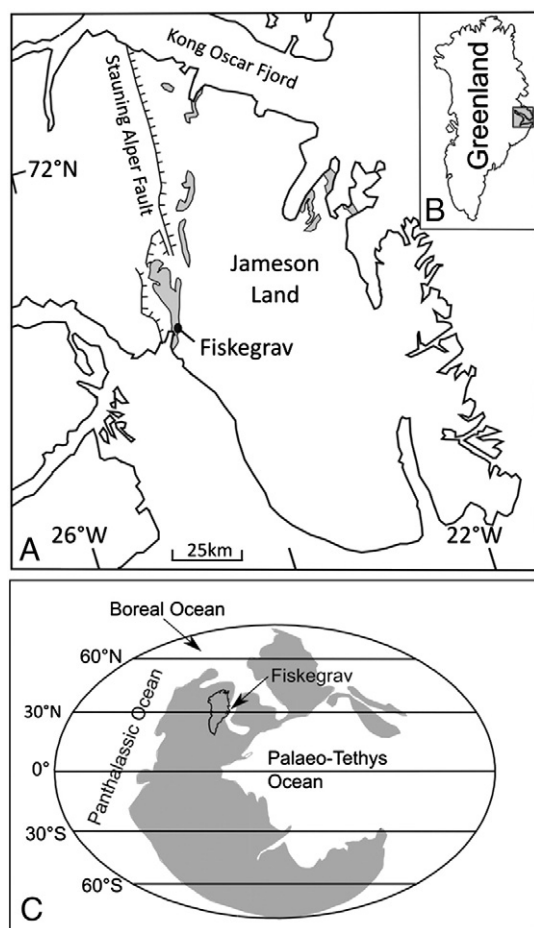 Kong Oscar Fjord
Stauning Alper Fault
72°N
Jameson
Land
Fiskegrav
26°W
22°W
25km
A
Greenland
B
Boreal Ocean
60°N
Fiskegrav
Panthalassic Ocean
30°N
Palaeo-Tethys
Ocean
0°
30°S
60°S
C